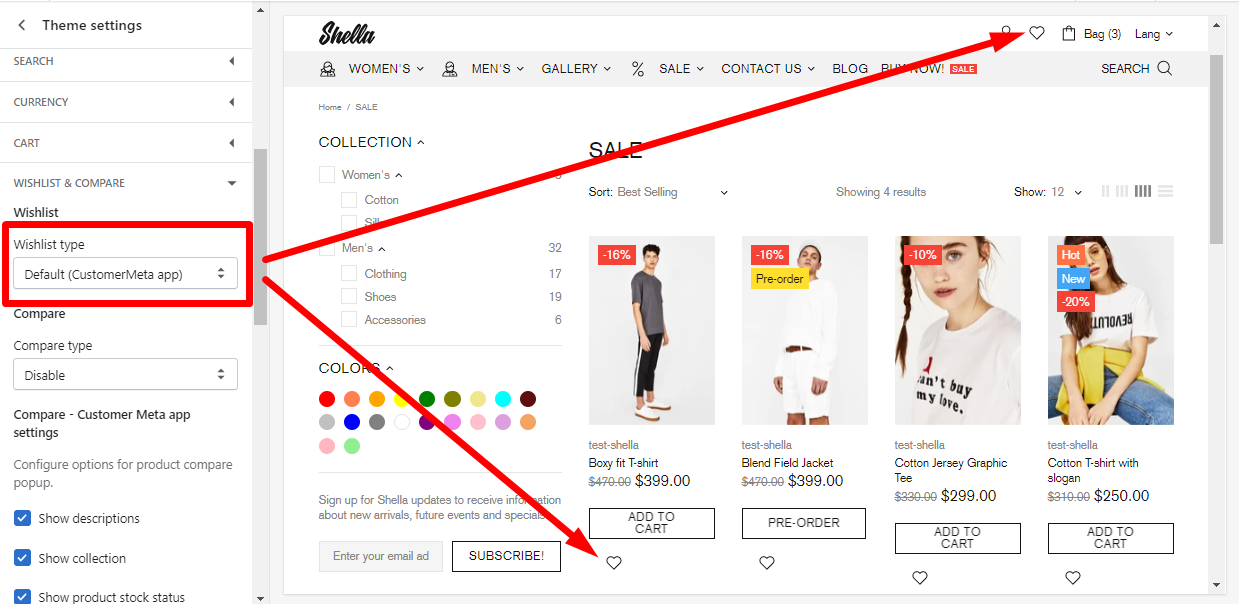 Theme settings
SEARCH
CURRENCY
CART
WISHLIST & COMPARE
Wishlist
Wishlist type
Default (CustomerMeta app)
Compare
Compare type
Disable
Compare - Customer Meta app
settings
Configure options for product compare
popup.
Show descriptions
Show collection
Show product stock status
Shella
Bag (3)
Lang
WOMEN'S
MEN'S
GALLERY
%
SALE
CONTACT US
BLOG
BUY NOW!
SALE
SEARCH
Home / SALE
COLLECTION
Women's
Cotton
Men's
32
Clothing
17
Shoes
19
Accessories
6
COLORS
Sign up for Shella updates to receive information
about new arrivals, future events and specials.
Enter your email ad
SUBSCRIBE!
SALE
Sort: Best Selling
Showing 4 results
Show: 12
-16%
test-shella
Boxy fit T-shirt
$470.00 $399.00
ADD TO
CART
-16%
Pre-order
test-shella
Blend Field Jacket
$470.00 $399.00
PRE-ORDER
-10%
I
can't buy
my love.
test-shella
Cotton Jersey Graphic
Tee
$330.00 $299.00
ADD TO
CART
Hot
New
-20%
test-shella
Cotton T-shirt with
slogan
$310.00 $250.00
ADD TO
CART